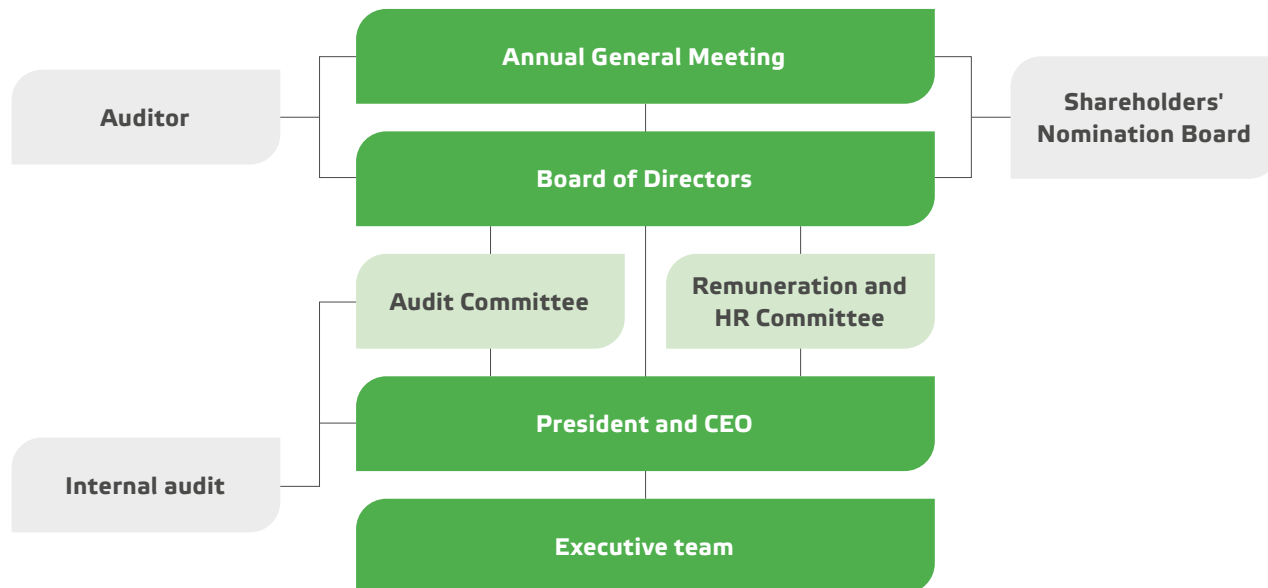 Annual General Meeting
Auditor
Shareholders'
Nomination Board
Board of Directors
Audit Committee
Remuneration and
HR Committee
President and CEO
Internal audit
Executive team